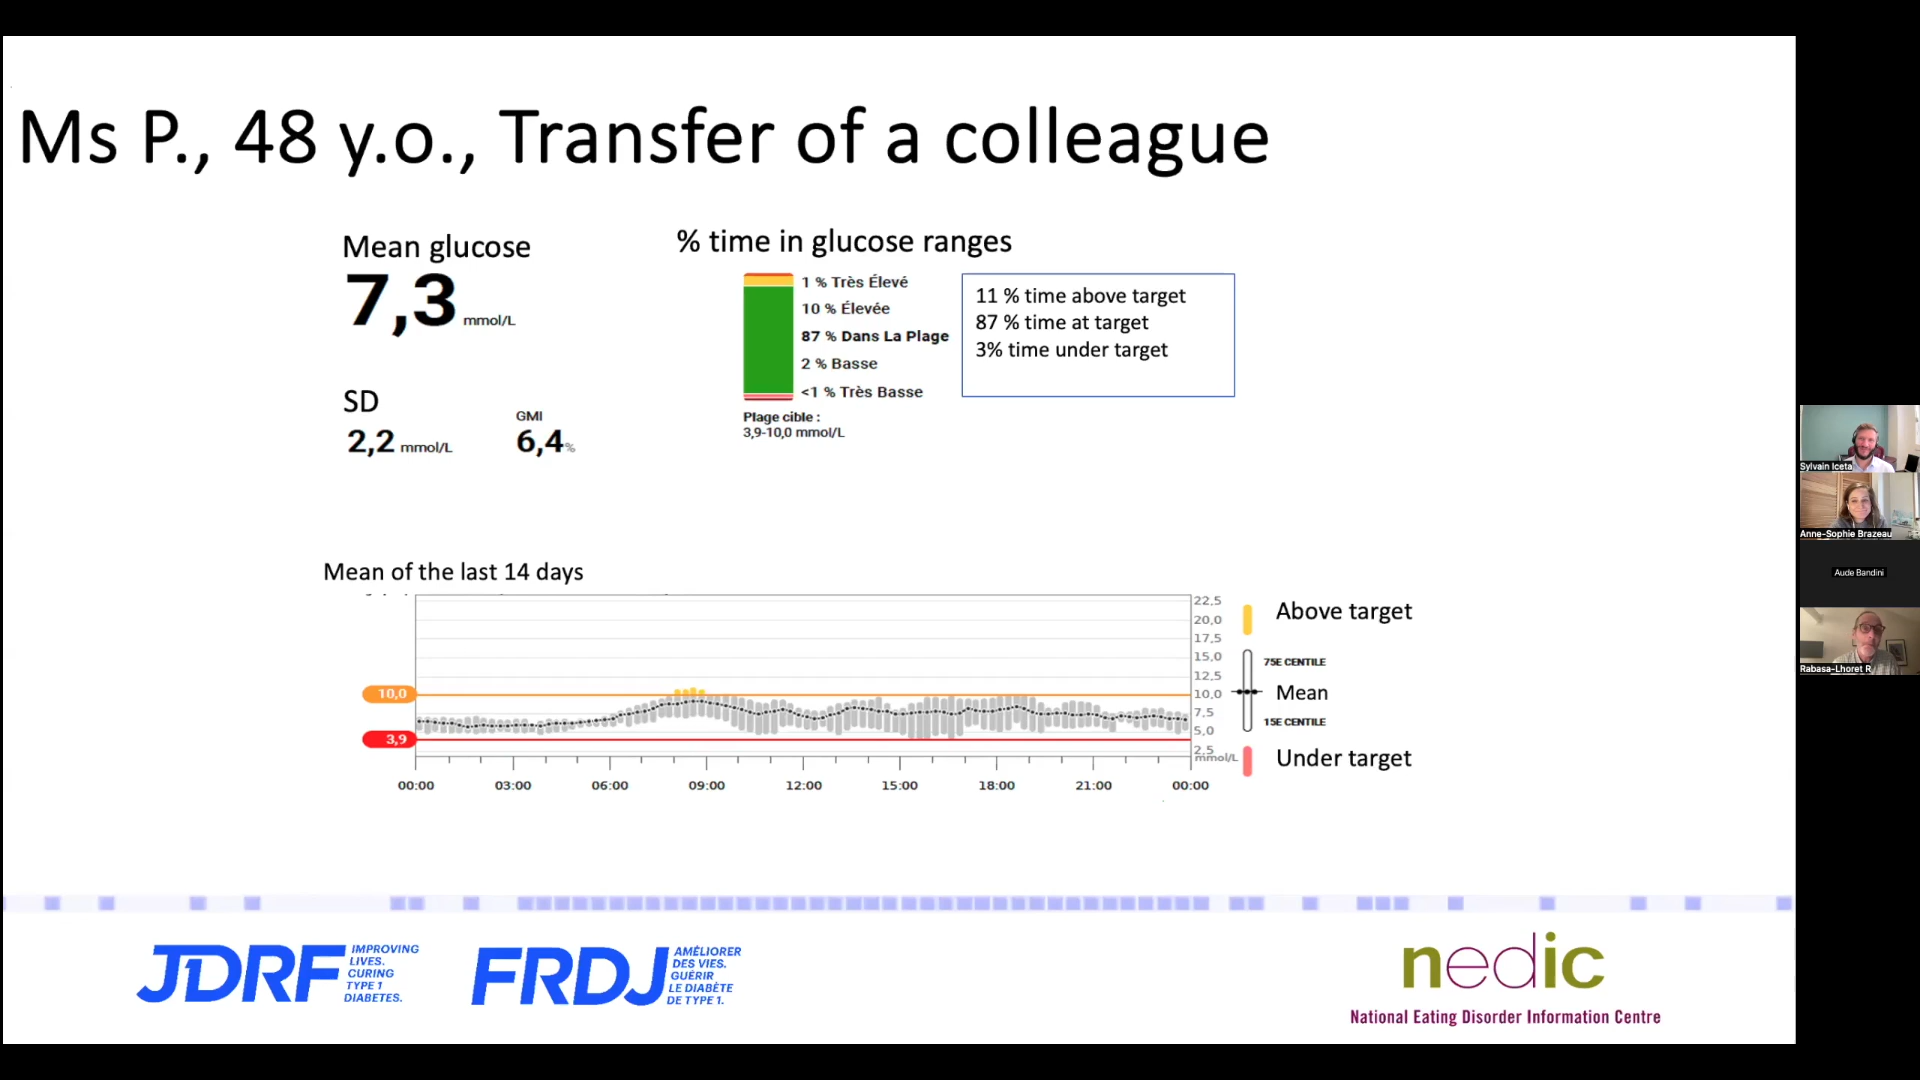 Ms P., 48 y.o., Transfer of a colleague
Mean glucose
7,3 mmol/L
SD
2,2 mmol/L
GMI
6,4%
% time in glucose ranges
1 % Très Élevé
10 % Élevée
87 % Dans La Plage
2 % Basse
<1 % Très Basse
Plage cible :
3,9-10,0 mmol/L
11 % time above target
87 % time at target
3% time under target
Mean of the last 14 days
22,5
20,0
17,5
15,0
12,5
10,0
7,5
5,0
2,5
mmol/L
10,0
3,9
00:00 03:00 06:00 09:00 12:00 15:00 18:00 21:00 00:00
Above target
75E CENTILE
Mean
15E CENTILE
Under target
JDRF IMPROVING
LIVES.
CURING
TYPE 1
DIABETES.
FRDJ AMÉLIORER
DES VIES.
GUÉRIR
LE DIABÈTE
DE TYPE 1.
nedic
National Eating Disorder Information Centre
Sylvain Iceta
Anne-Sophie Brazeau
Aude Bandini
Rabasa-Lhoret R